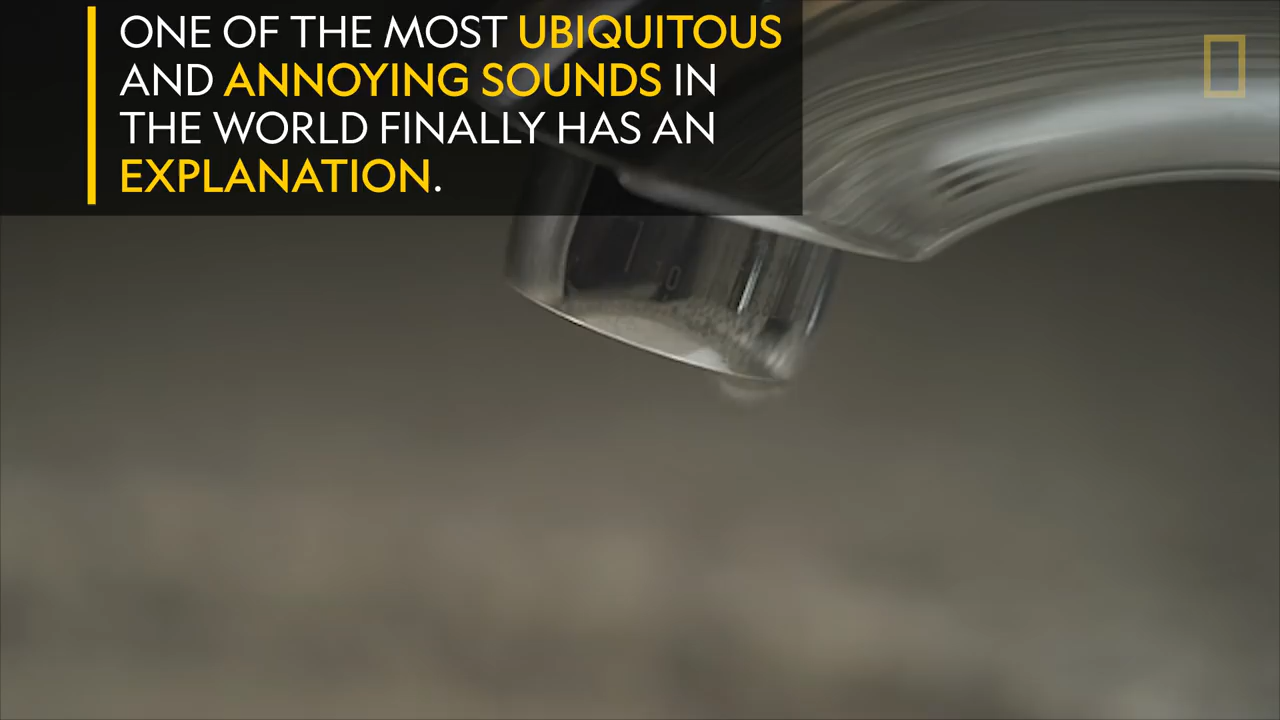 ONE OF THE MOST UBIQUITOUS
AND ANNOYING SOUNDS IN
THE WORLD FINALLY HAS AN
EXPLANATION.